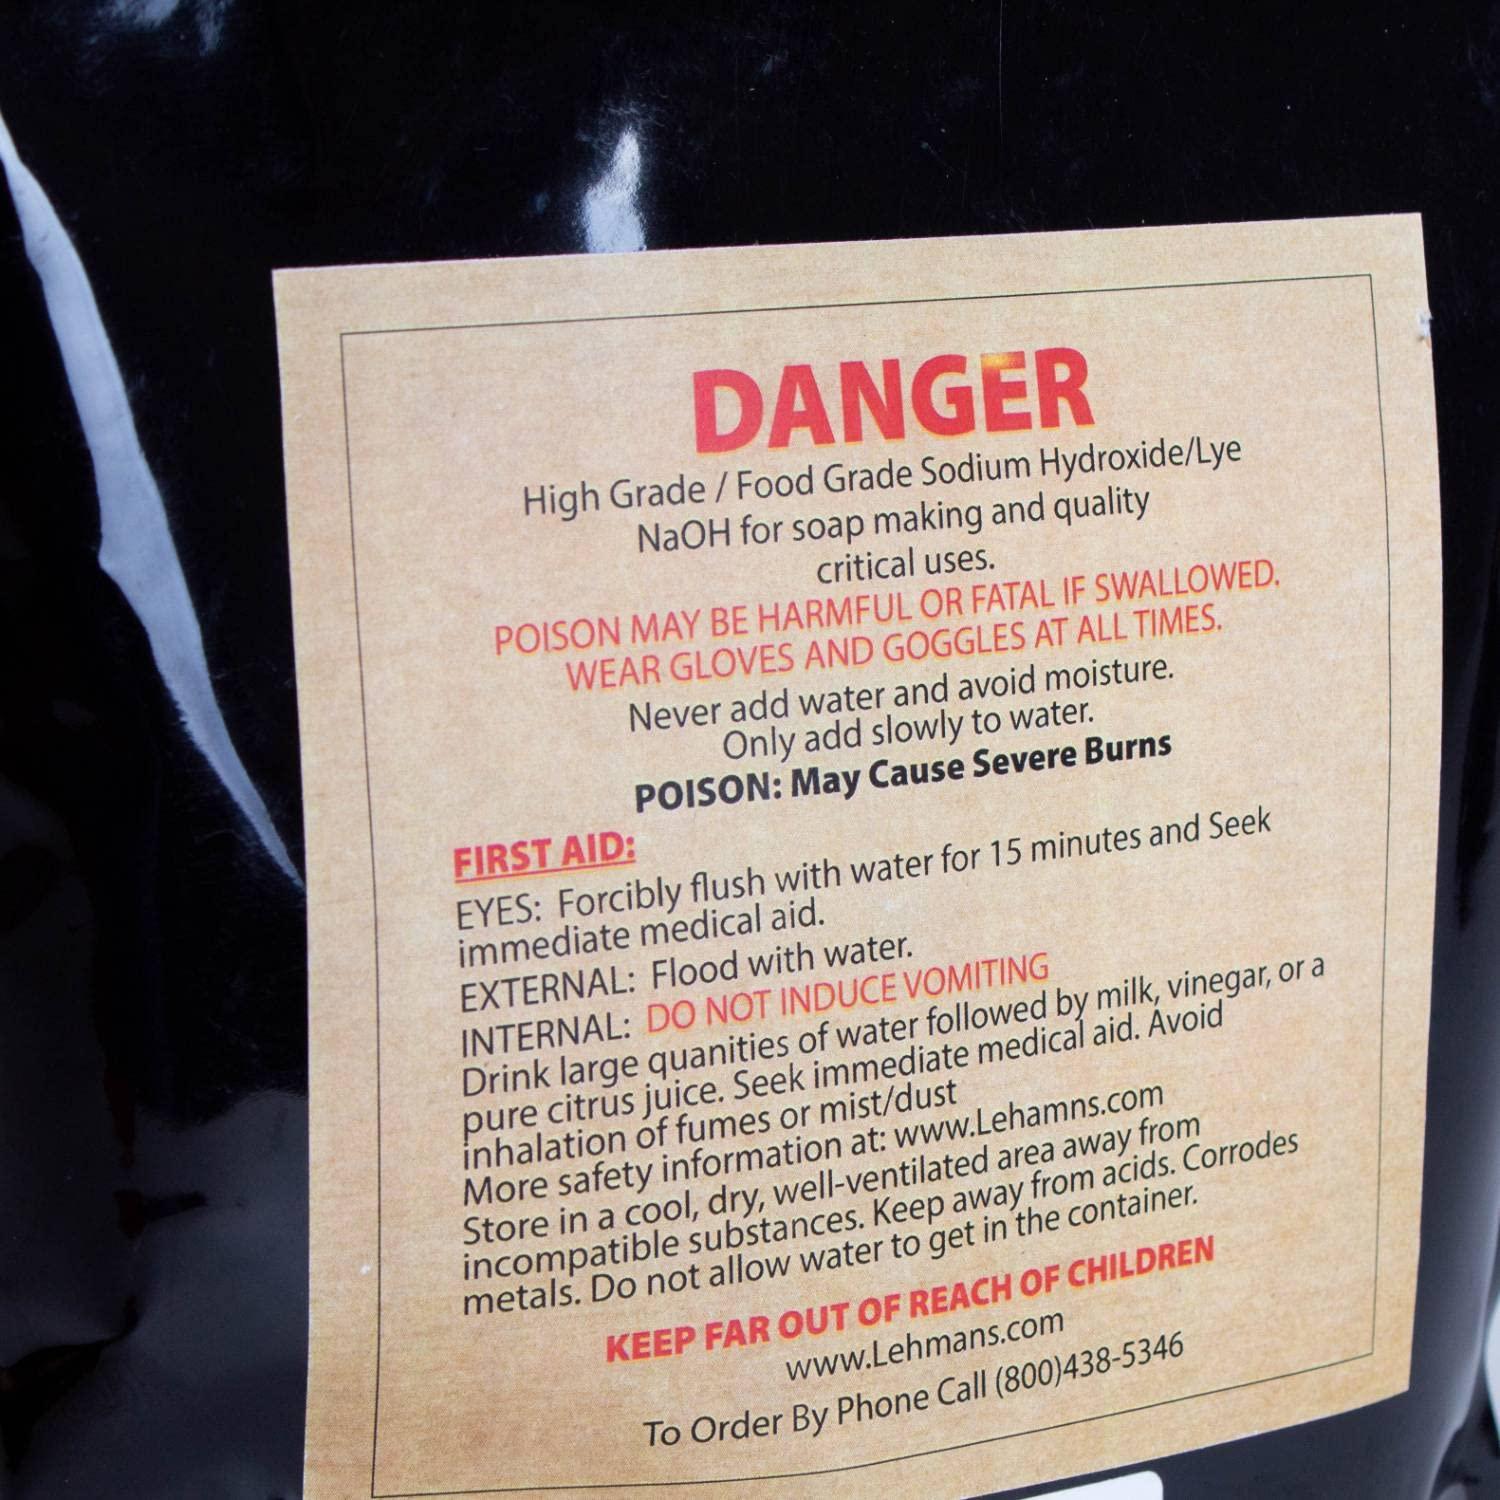 DANGER
High Grade / Food Grade Sodium Hydroxide/Lye
NaOH for soap making and quality
critical uses.
POISON MAY BE HARMFUL OR FATAL IF SWALLOWED.
WEAR GLOVES AND GOGGLES AT ALL TIMES.
Never add water and avoid moisture.
Only add slowly to water.
POISON: May Cause Severe Burns
FIRST AID:
EYES: Forcibly flush with water for 15 minutes and Seek
immediate medical aid.
EXTERNAL: Flood with water.
INTERNAL: DO NOT INDUCE VOMITING
Drink large quanities of water followed by milk, vinegar, or a
pure citrus juice. Seek immediate medical aid. Avoid
inhalation of fumes or mist/dust
More safety information at: www.Lehamns.com
Store in a cool, dry, well-ventilated area away from
incompatible substances. Keep away from acids. Corrodes
metals. Do not allow water to get in the container.
KEEP FAR OUT OF REACH OF CHILDREN
www.Lehmans.com
To Order By Phone Call (800)438-5346